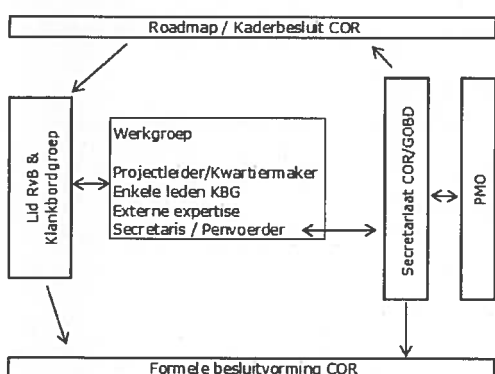 Roadmap / Kaderbesluit COR
Lid RvB &
Klankbordgroep
Werkgroep
Projectleider/Kwartiermaker
Enkele leden KBG
Externe expertise
Secretaris / Penvoerder
Secretariaat COR/GOBD
PMO
Formele besluitvorming COR